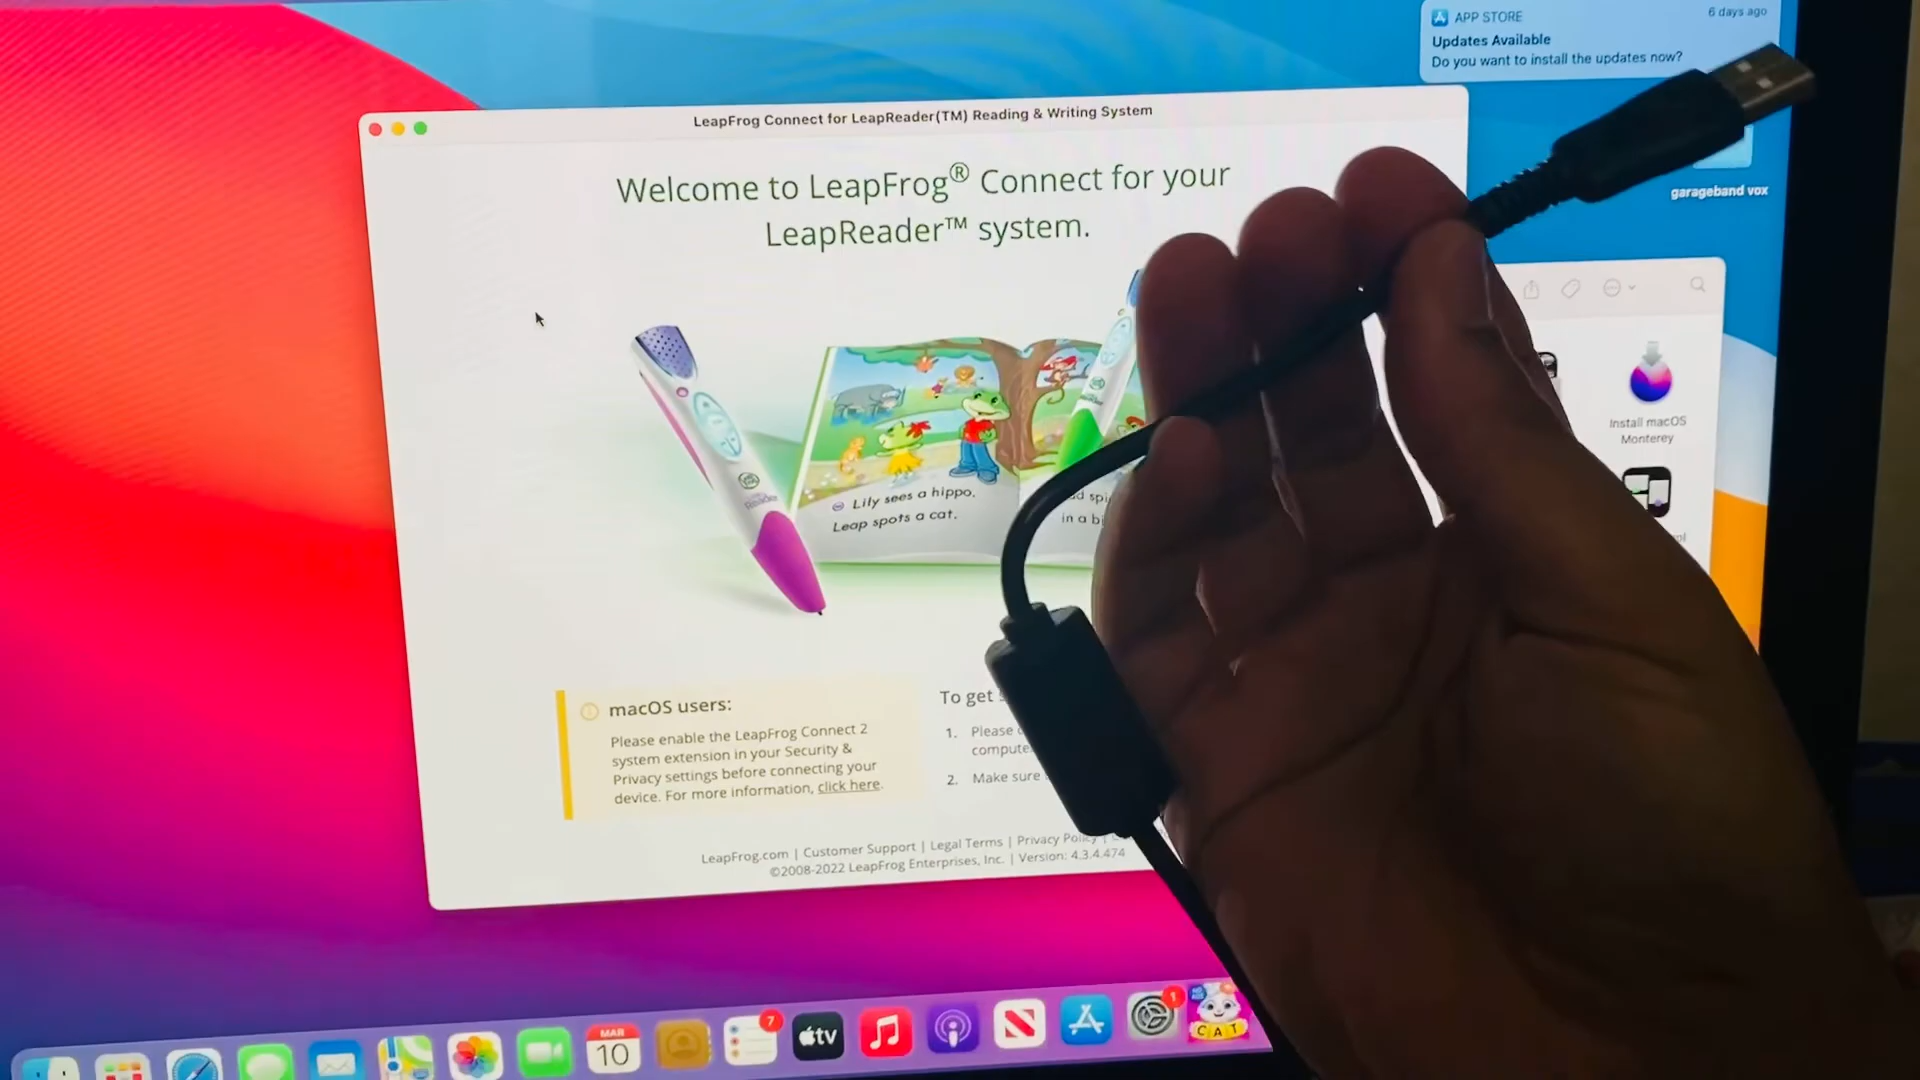 APP STORE
6 days ago
Updates Available
Do you want to install the updates now?
LeapFrog Connect for LeapReader(TM) Reading & Writing System
Welcome to LeapFrog® Connect for your
LeapReader™ system.
garageband vox
Install macOS
Monterey
Reader
Lily sees a hippo.
Leap spots a cat.
in a
macOS users:
Please enable the LeapFrog Connect 2
system extension in your Security &
Privacy settings before connecting your
device. For more information, click here.
To get
1. Please
2. Make sure
LeapFrog.com | Customer Support | Legal Terms | Privacy Policy |
©2008-2022 LeapFrog Enterprises, Inc. | Version: 4.3.4.474
MAR
10
7
tv
1
CAT